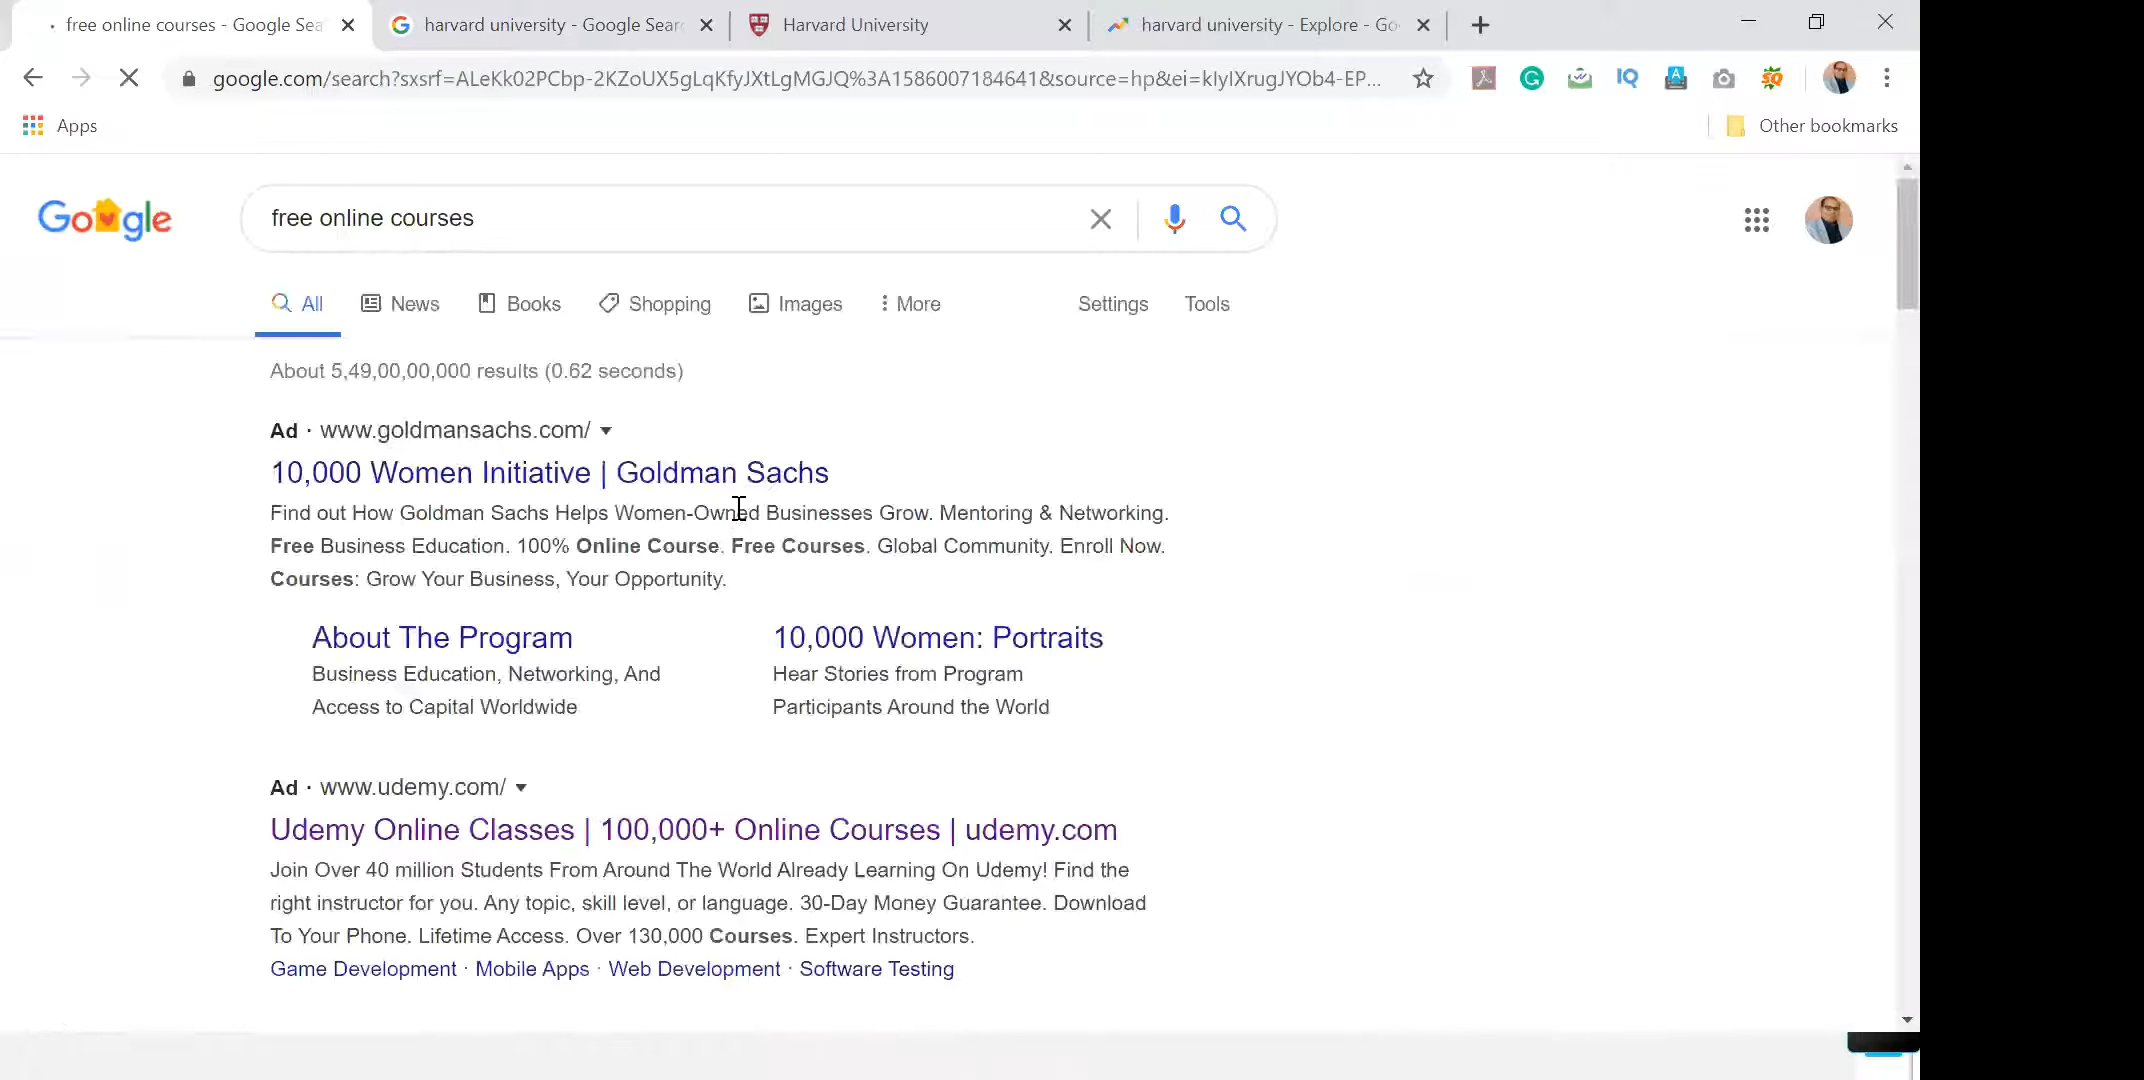 free online courses - Google Sea
harvard university - Google Sear
Harvard University
harvard university - Explore - Go
google.com/search?sxsrf=ALeKk02PCbp-2KZoUX5gLqKfyJXtLgMGJQ%3A1586007184641&source=hp&ei=kIyIXrugJYOb4-EP...
Apps
Other bookmarks
Google
free online courses
All
News
Books
Shopping
Images
More
Settings
Tools
About 5,49,00,00,000 results (0.62 seconds)
Ad · www.goldmansachs.com/
10,000 Women Initiative | Goldman Sachs
Find out How Goldman Sachs Helps Women-Owned Businesses Grow. Mentoring & Networking.
Free Business Education. 100% Online Course. Free Courses. Global Community. Enroll Now.
Courses: Grow Your Business, Your Opportunity.
About The Program
Business Education, Networking, And
Access to Capital Worldwide
10,000 Women: Portraits
Hear Stories from Program
Participants Around the World
Ad · www.udemy.com/
Udemy Online Classes | 100,000+ Online Courses | udemy.com
Join Over 40 million Students From Around The World Already Learning On Udemy! Find the
right instructor for you. Any topic, skill level, or language. 30-Day Money Guarantee. Download
To Your Phone. Lifetime Access. Over 130,000 Courses. Expert Instructors.
Game Development · Mobile Apps · Web Development · Software Testing